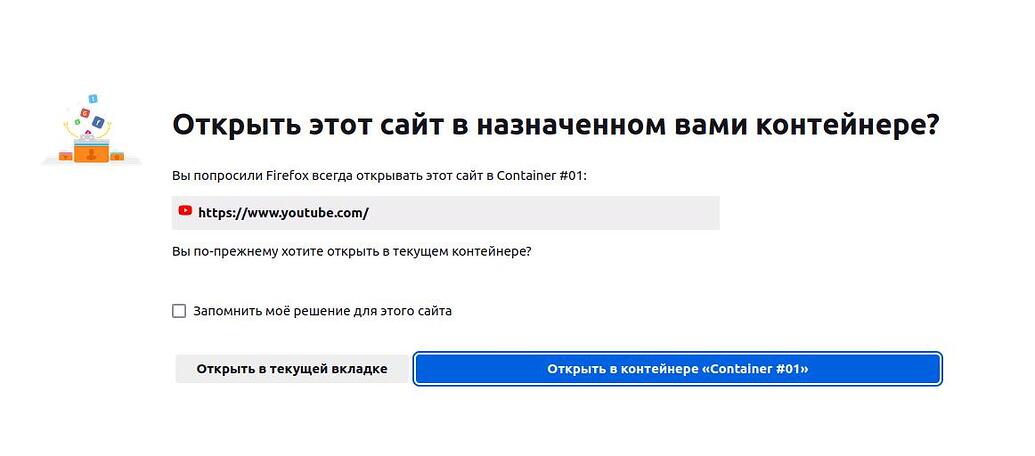 Открыть этот сайт в назначенном вами контейнере?
Вы попросили Firefox всегда открывать этот сайт в Container #01:
https://www.youtube.com/
Вы по-прежнему хотите открыть в текущем контейнере?
Запомнить моё решение для этого сайта
Открыть в текущей вкладке
Открыть в контейнере «Container #01»